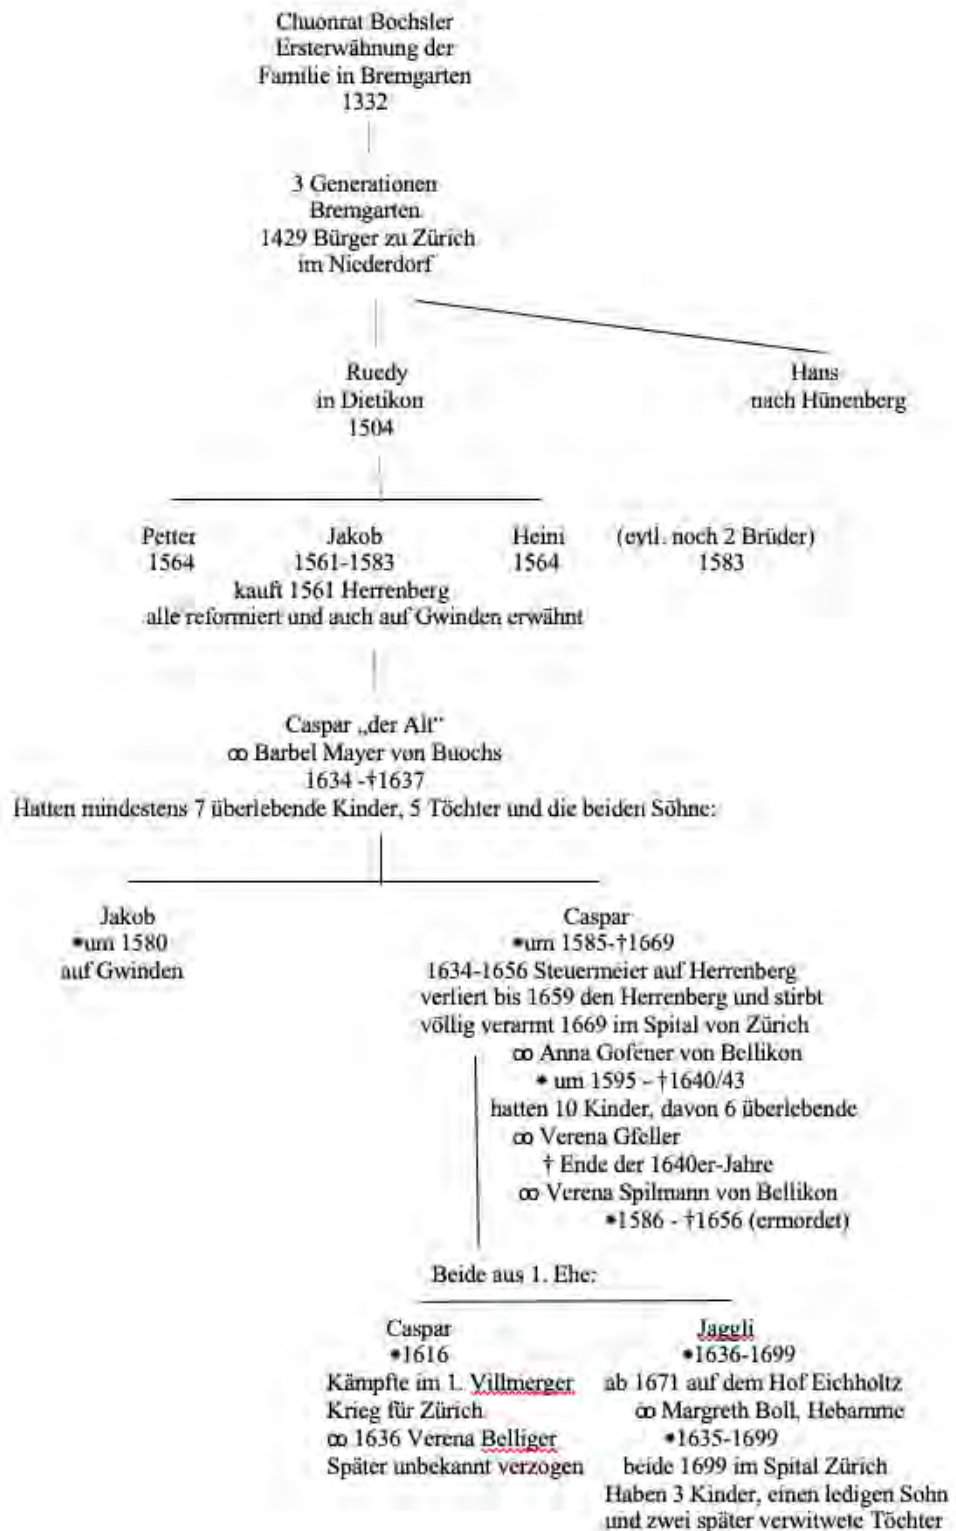 Chuonrat Bochsler
Ersterwähnung der
Familie in Bremgarten
1332
3 Generationen
Bremgarten
1429 Bürger zu Zürich
im Niederdorf
Ruedy
in Dietikon
1504
Hans
nach Hünenberg
Petter
1564
Jakob
1561-1583
kauft 1561 Herrenberg
Heini
1564
(evtl. noch 2 Brüder)
1583
alle reformiert und auch auf Gwinden erwähnt
Caspar „der Alt“
⚭ Barbel Mayer von Buochs
1634 -†1637
Hatten mindestens 7 überlebende Kinder, 5 Töchter und die beiden Söhne:
Jakob
*um 1580
auf Gwinden
Caspar
*um 1585-†1669
1634-1656 Steuermeier auf Herrenberg
verliert bis 1659 den Herrenberg und stirbt
völlig verarmt 1669 im Spital von Zürich
⚭ Anna Gofener von Bellikon
* um 1595 - †1640/43
hatten 10 Kinder, davon 6 überlebende
⚭ Verena Gfeller
† Ende der 1640er-Jahre
⚭ Verena Spilmann von Bellikon
*1586 - †1656 (ermordet)
Beide aus 1. Ehe:
Caspar
*1616
Kämpfte im 1. Villmerger
Krieg für Zürich
⚭ 1636 Verena Belliger
Später unbekannt verzogen
Jaggli
*1636-1699
ab 1671 auf dem Hof Eichholtz
⚭ Margreth Boll, Hebamme
*1635-1699
beide 1699 im Spital Zürich
Haben 3 Kinder, einen ledigen Sohn
und zwei später verwitwete Töchter